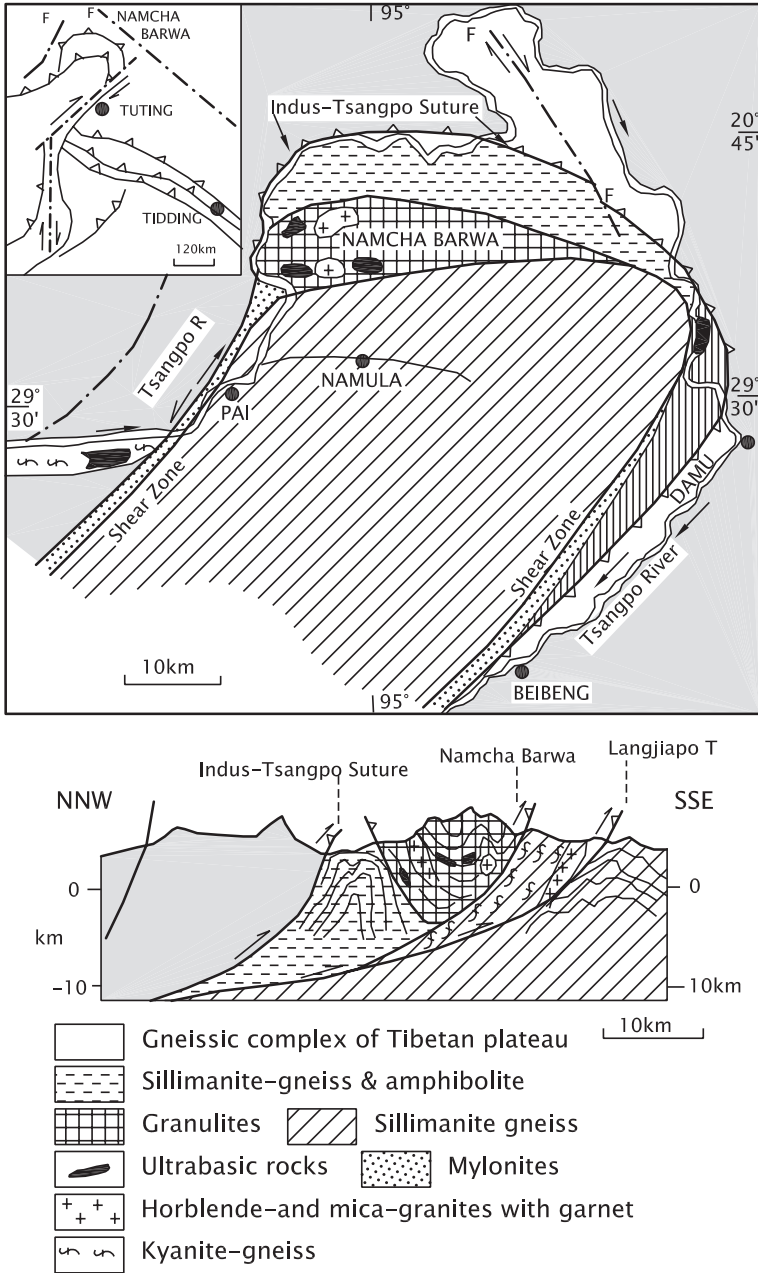 F F NAMCHA
BARWA
TUTING
TIDDING
120km
95°
F
Indus-Tsangpo Suture
20°
45'
F
NAMCHA BARWA
Tsangpo R
NAMULA
29°
30'
PAI
29°
30'
Shear Zone
DAMU
Shear Zone
Tsangpo River
10km
95°
BEIBENG
Indus-Tsangpo Suture
Namcha Barwa
Langjiapo T
NNW
SSE
0
0
km
-10
10km
10km
Gneissic complex of Tibetan plateau
Sillimanite-gneiss & amphibolite
Granulites Sillimanite gneiss
Ultrabasic rocks Mylonites
Horblende-and mica-granites with garnet
Kyanite-gneiss